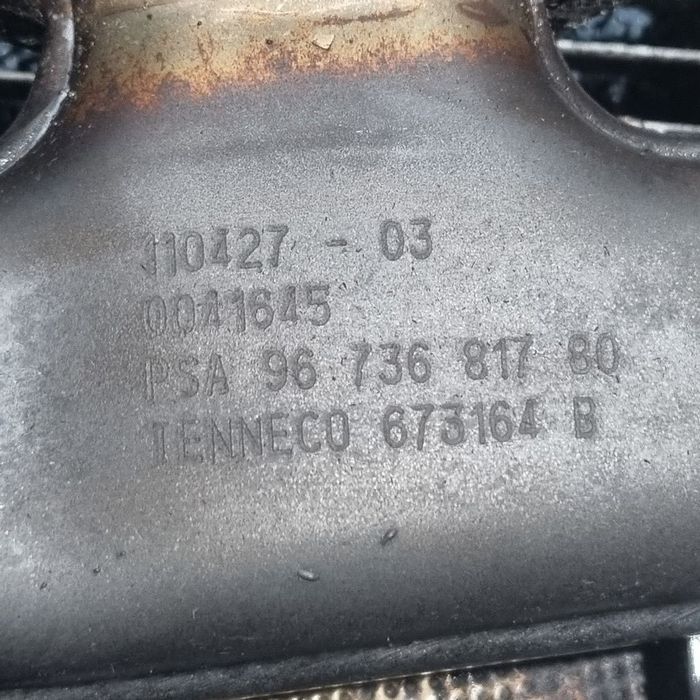 110427 - 03
0041645
PSA 96 736 817 80
TENNECO 673164 B